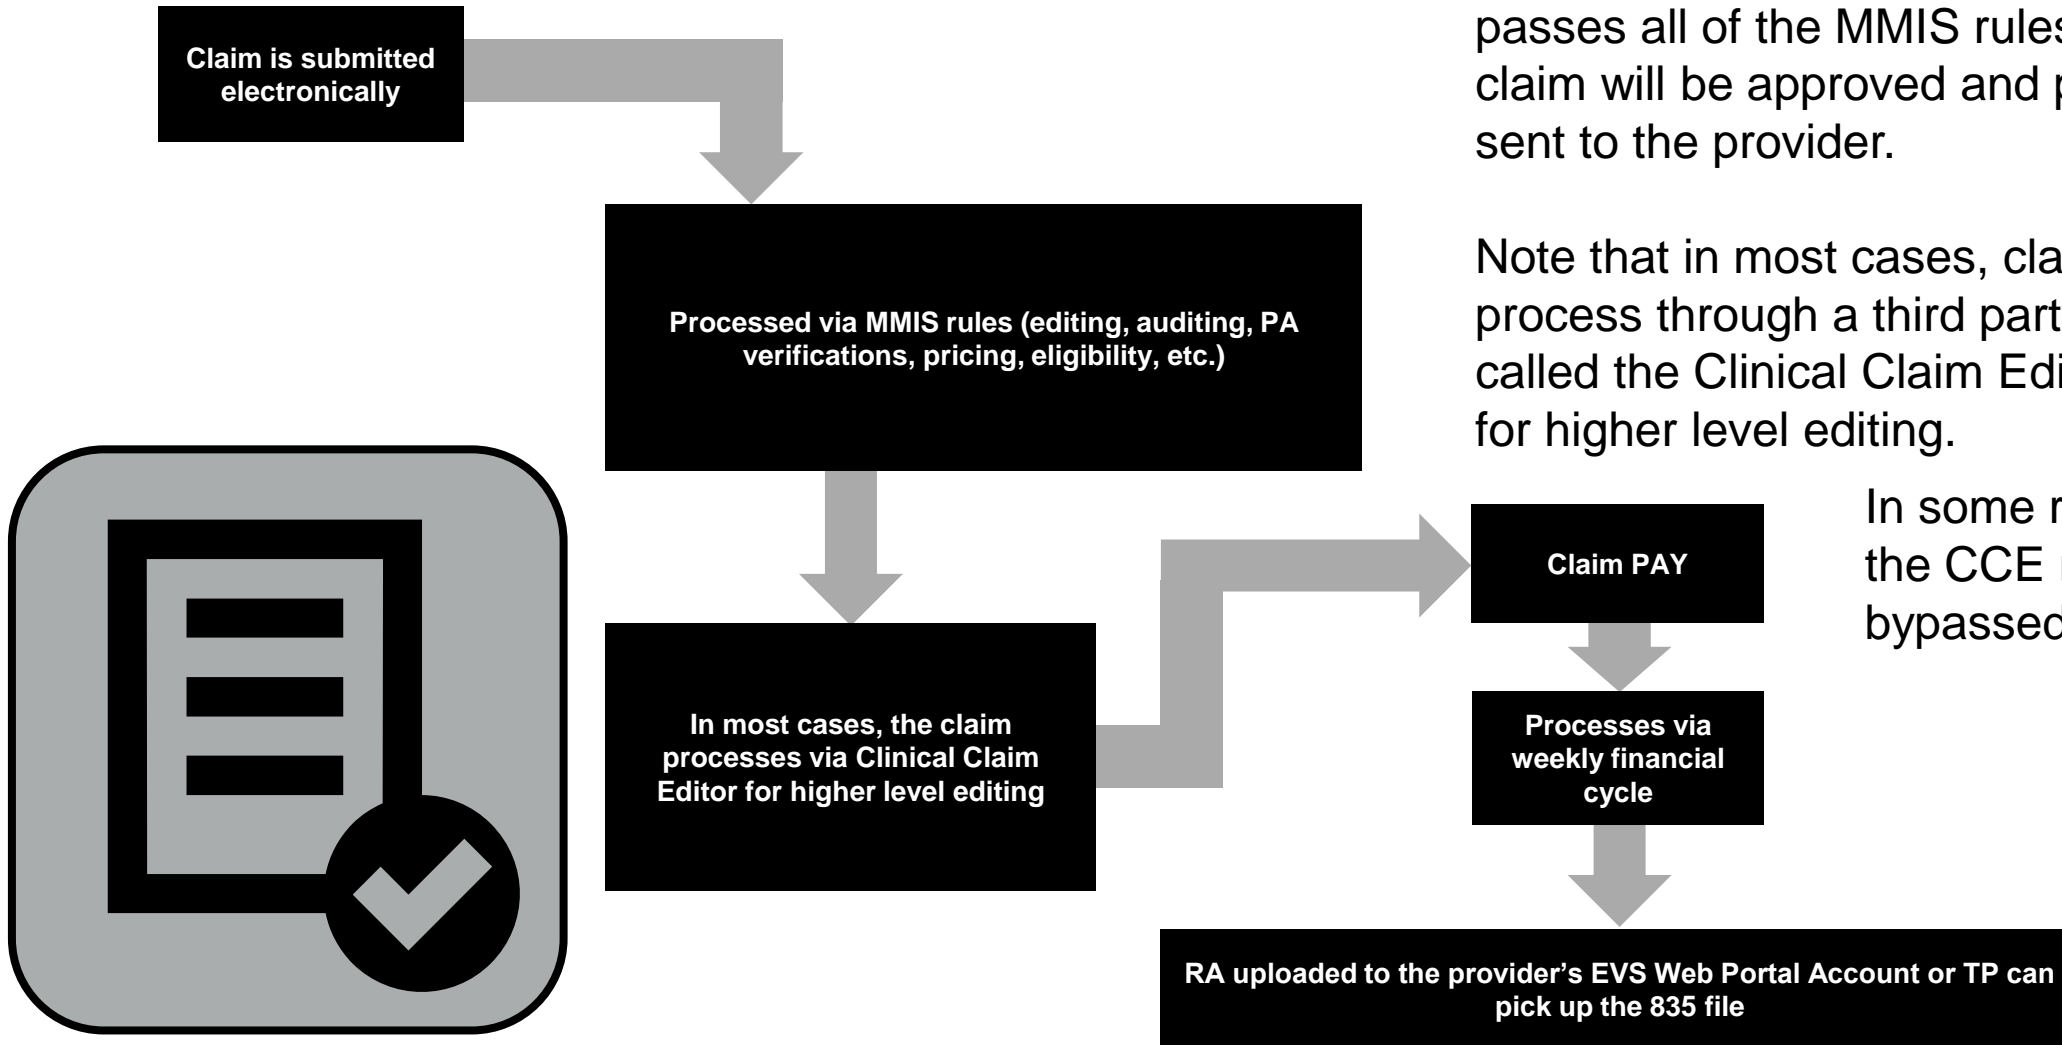 Claim is submitted
electronically
Processed via MMIS rules (editing, auditing, PA
verifications, pricing, eligibility, etc.)
In most cases, the claim
processes via Clinical Claim
Editor for higher level editing
passes all of the MMIS rules
claim will be approved and
sent to the provider.
Note that in most cases,
process through a third
called the Clinical Claim
for higher level editing.
In some
the CCE
bypassed
Claim PAY
Processes via
weekly financial
cycle
RA uploaded to the provider’s EVS Web Portal Account or TP can
pick up the 835 file